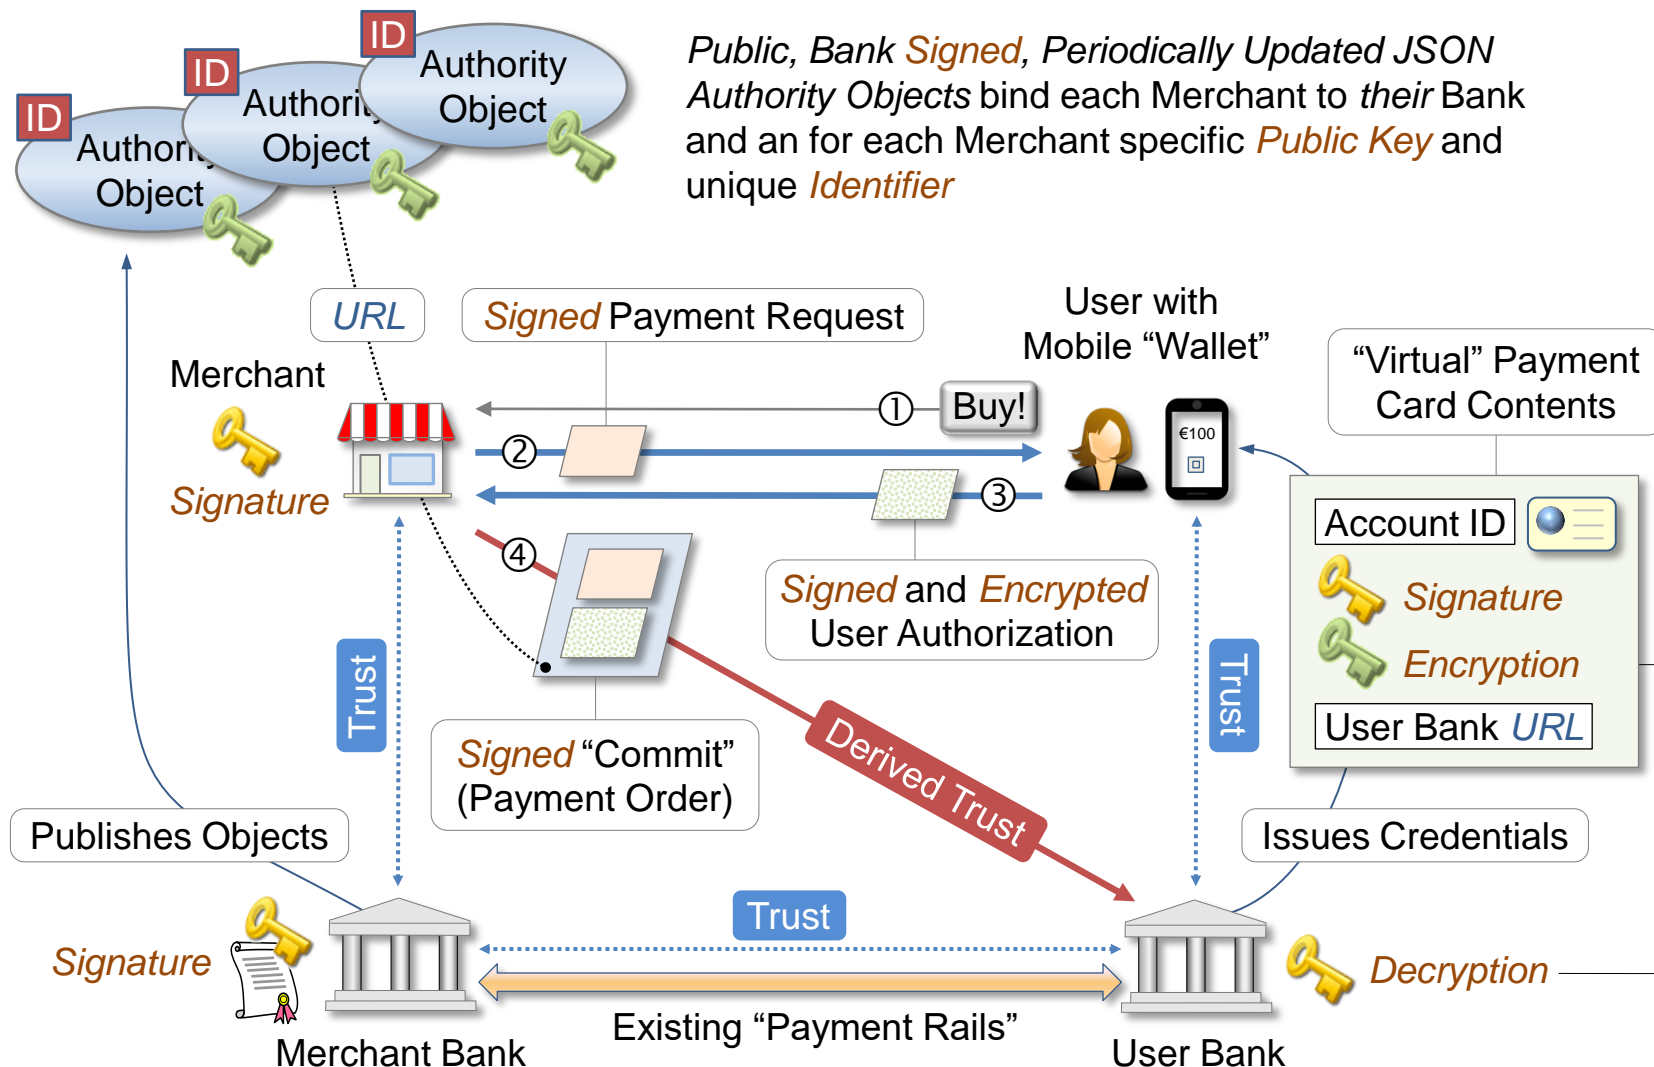 ID
Authority
Object
ID
Authority
Object
ID
Authority
Object
Public, Bank Signed, Periodically Updated JSON
Authority Objects bind each Merchant to their Bank
and an for each Merchant specific Public Key and
unique Identifier
URL
Signed Payment Request
User with
Mobile “Wallet”
“Virtual” Payment
Card Contents
Merchant
Signature
① Buy!
②
③
④
€100
Account ID
Signature
Encryption
User Bank URL
Signed and Encrypted
User Authorization
Trust
Trust
Signed “Commit”
(Payment Order)
Derived Trust
Publishes Objects
Issues Credentials
Trust
Signature
Decryption
Existing “Payment Rails”
Merchant Bank
User Bank